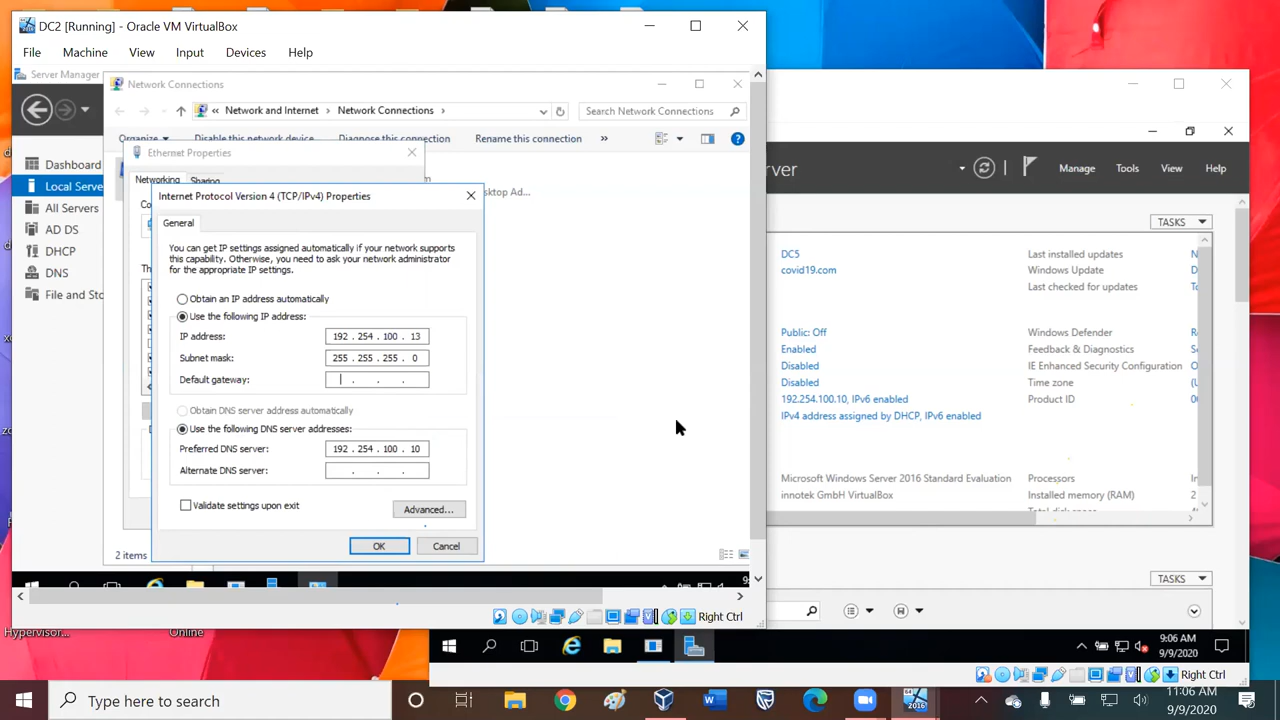 DC2 [Running] - Oracle VM VirtualBox
File Machine View Input Devices Help
Server Manager
Network Connections
Network and Internet Network Connections
Search Network Connections
Organize Disable this network device Diagnose this connection Rename this connection »
Ethernet Properties
Networking Sharing
Internet Protocol Version 4 (TCP/IPv4) Properties
General
You can get IP settings assigned automatically if your network supports
this capability. Otherwise, you need to ask your network administrator
for the appropriate IP settings.
Obtain an IP address automatically
Use the following IP address:
IP address: 192 . 254 . 100 . 13
Subnet mask: 255 . 255 . 255 . 0
Default gateway: . . .
Obtain DNS server address automatically
Use the following DNS server addresses:
Preferred DNS server: 192 . 254 . 100 . 10
Alternate DNS server: . . .
Validate settings upon exit
Advanced...
OK Cancel
Dashboard
Local Serve
All Servers
AD DS
DHCP
DNS
File and Sto
sktop Ad...
2 items
Right Ctrl
Manage Tools View Help
TASKS
DC5
covid19.com
Last installed updates
Windows Update
Last checked for updates
Public: Off
Enabled
Disabled
Disabled
192.254.100.10, IPv6 enabled
IPv4 address assigned by DHCP, IPv6 enabled
Windows Defender
Feedback & Diagnostics
IE Enhanced Security Configuration
Time zone
Product ID
Microsoft Windows Server 2016 Standard Evaluation
innotek GmbH VirtualBox
Processors
Installed memory (RAM)
TASKS
9:06 AM
9/9/2020
Right Ctrl
Hypervisor...
Online
Type here to search
11:06 AM
9/9/2020